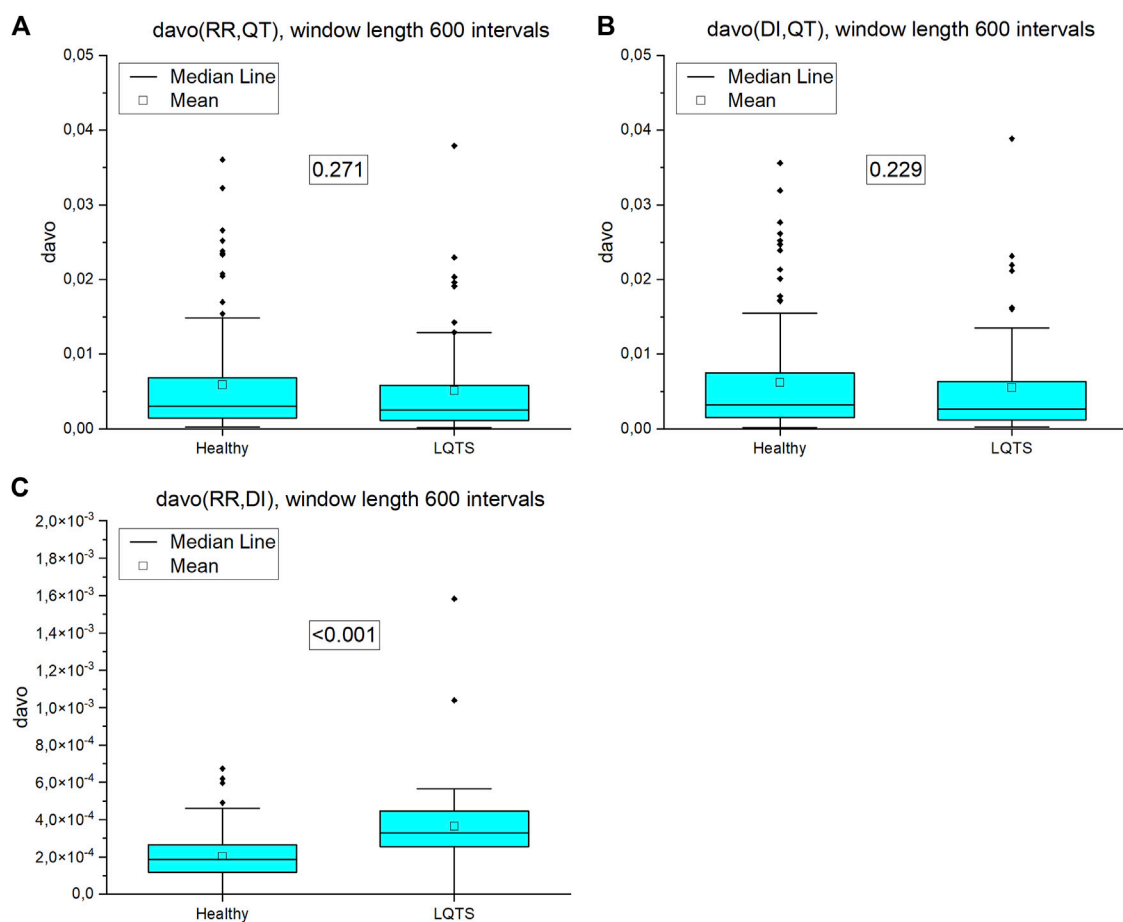 A
davo(RR,QT), window length 600 intervals
0,05
0,04
0,03
0,02
0,01
0,00
davo
Median Line
Mean
0.271
Healthy
LQTS
B
davo(DI,QT), window length 600 intervals
0,05
0,04
0,03
0,02
0,01
0,00
davo
Median Line
Mean
0.229
Healthy
LQTS
C
davo(RR,DI), window length 600 intervals
2,0×10⁻³
1,8×10⁻³
1,6×10⁻³
1,4×10⁻³
1,2×10⁻³
1,0×10⁻³
8,0×10⁻⁴
6,0×10⁻⁴
4,0×10⁻⁴
2,0×10⁻⁴
0,0
davo
Median Line
Mean
<0.001
Healthy
LQTS